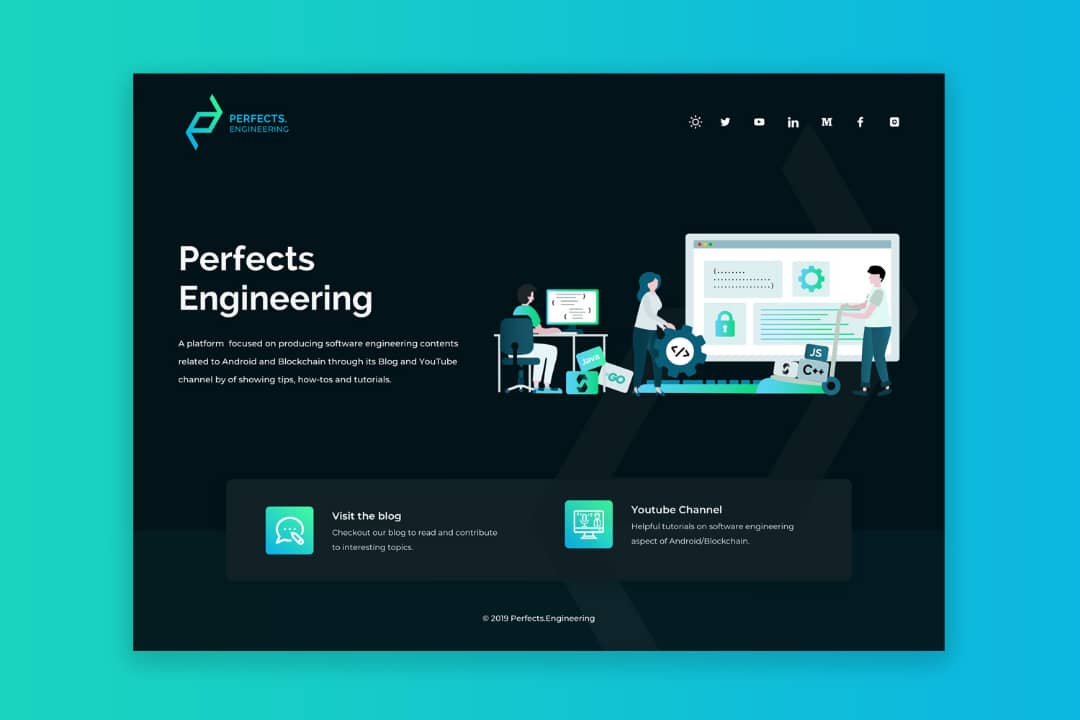 PERFECTS.
ENGINEERING
M
Perfects
Engineering
A platform focused on producing software engineering contents
related to Android and Blockchain through its Blog and YouTube
channel by of showing tips, how-tos and tutorials.
{........
................
................}
</>
Java
GO
JS
C++
Visit the blog
Checkout our blog to read and contribute
to interesting topics.
Youtube Channel
Helpful tutorials on software engineering
aspect of Android/Blockchain.
© 2019 Perfects.Engineering